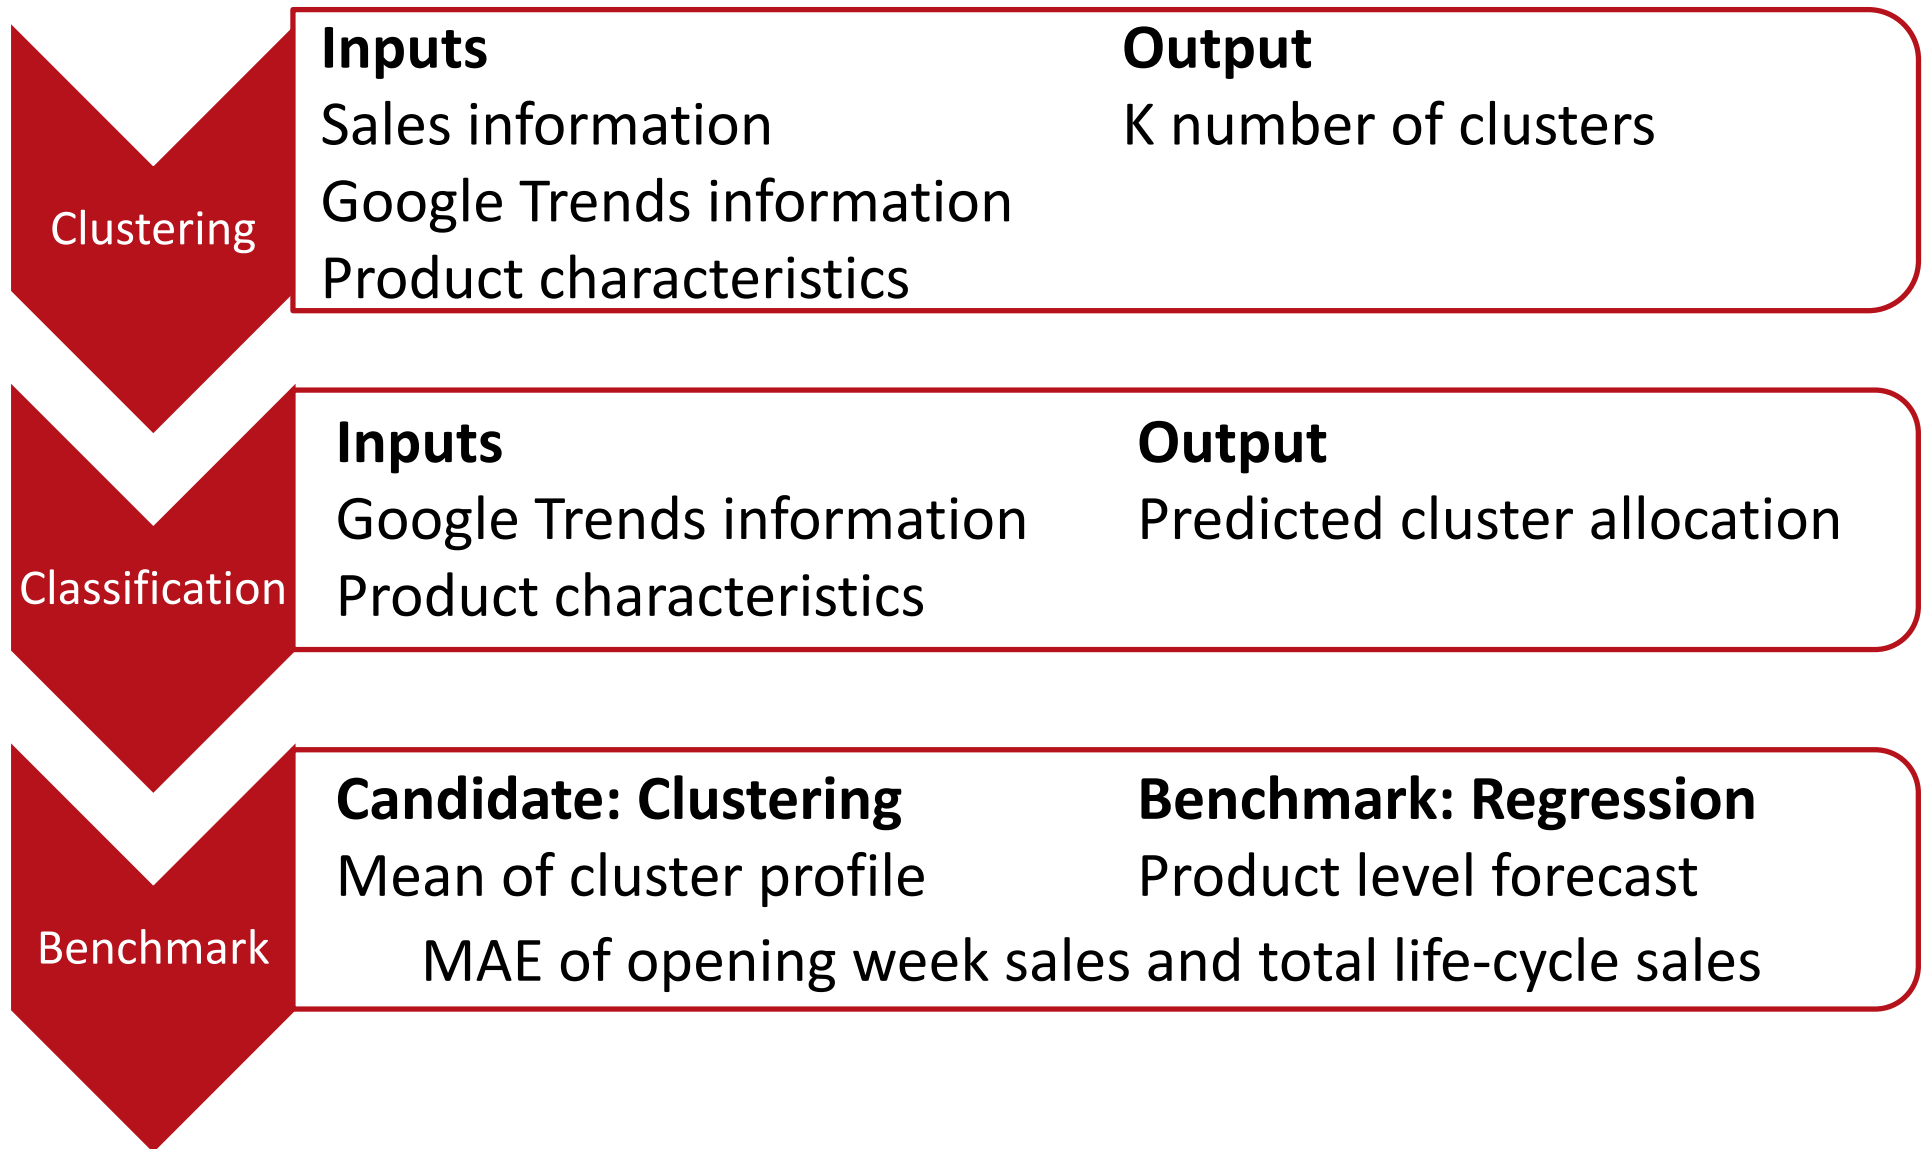 Clustering
Inputs
Sales information
Google Trends information
Product characteristics
Output
K number of clusters
Classification
Inputs
Google Trends information
Product characteristics
Output
Predicted cluster allocation
Benchmark
Candidate: Clustering
Mean of cluster profile
Benchmark: Regression
Product level forecast
MAE of opening week sales and total life-cycle sales